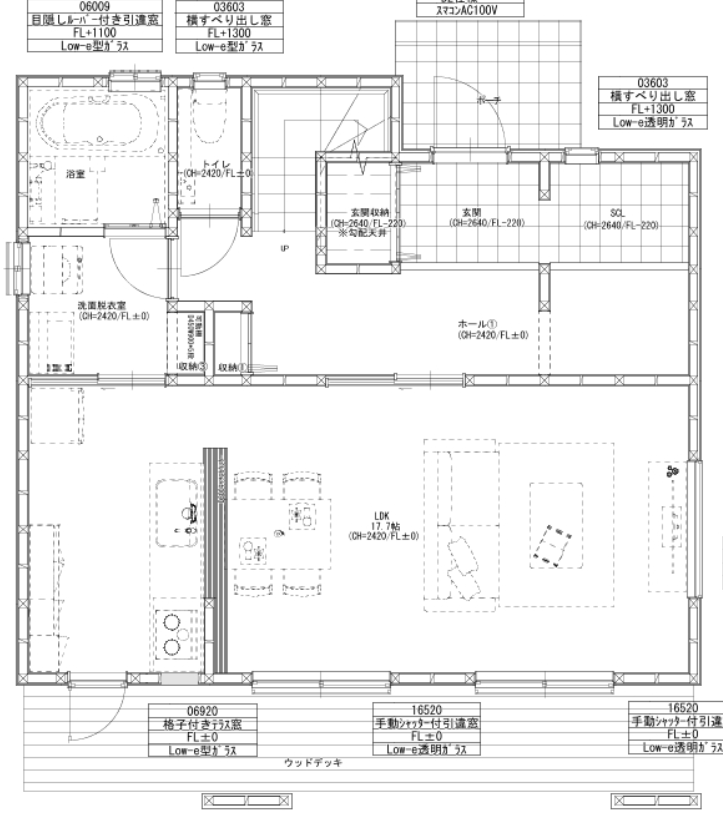 06009
目隠しルーバー付き引違窓
FL+1100
Low-e型ガラス
03603
横すべり出し窓
FL+1300
Low-e型ガラス
スマコンAC100V
03603
横すべり出し窓
FL+1300
Low-e透明ガラス
ポーチ
浴室
トイレ
(CH=2420/FL±0)
玄関収納
(CH=2640/FL-220)
※勾配天井
玄関
(CH=2640/FL-220)
SCL
(CH=2640/FL-220)
UP
洗面脱衣室
(CH=2420/FL±0)
収納②
収納①
ホール①
(CH=2420/FL±0)
LDK
17.7帖
(CH=2420/FL±0)
06920
格子付きテラス窓
FL±0
Low-e型ガラス
16520
手動シャッター付引違窓
FL±0
Low-e透明ガラス
16520
手動シャッター付引違
FL±0
Low-e透明ガラス
ウッドデッキ